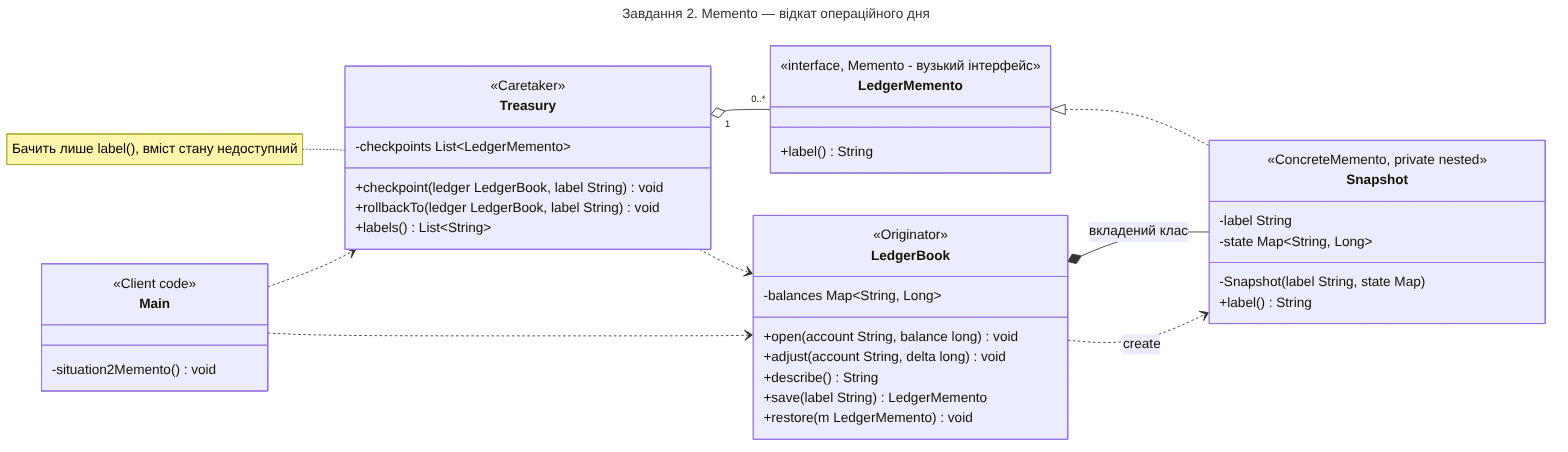 Завдання 2. Memento — відкат операційного дня
Бачить лише label(), вміст стану недоступний
«Client code»
Main
-situation2Memento() : void
«Caretaker»
Treasury
-checkpoints List<LedgerMemento>
+checkpoint(ledger LedgerBook, label String) : void
+rollbackTo(ledger LedgerBook, label String) : void
+labels() : List<String>
1
0..*
«interface, Memento - вузький інтерфейс»
LedgerMemento
+label() : String
«Originator»
LedgerBook
-balances Map<String, Long>
+open(account String, balance long) : void
+adjust(account String, delta long) : void
+describe() : String
+save(label String) : LedgerMemento
+restore(m LedgerMemento) : void
вкладений клас
create
«ConcreteMemento, private nested»
Snapshot
-label String
-state Map<String, Long>
-Snapshot(label String, state Map)
+label() : String